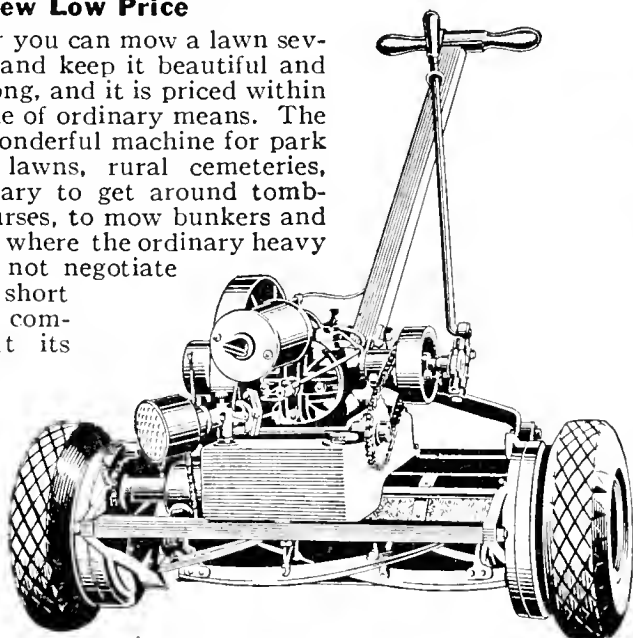 ew Low Price
r you can mow a lawn sev-
and keep it beautiful and
ong, and it is priced within
e of ordinary means. The
onderful machine for park
lawns, rural cemeteries,
ary to get around tomb-
urses, to mow bunkers and
where the ordinary heavy
not negotiate
short
com-
t its